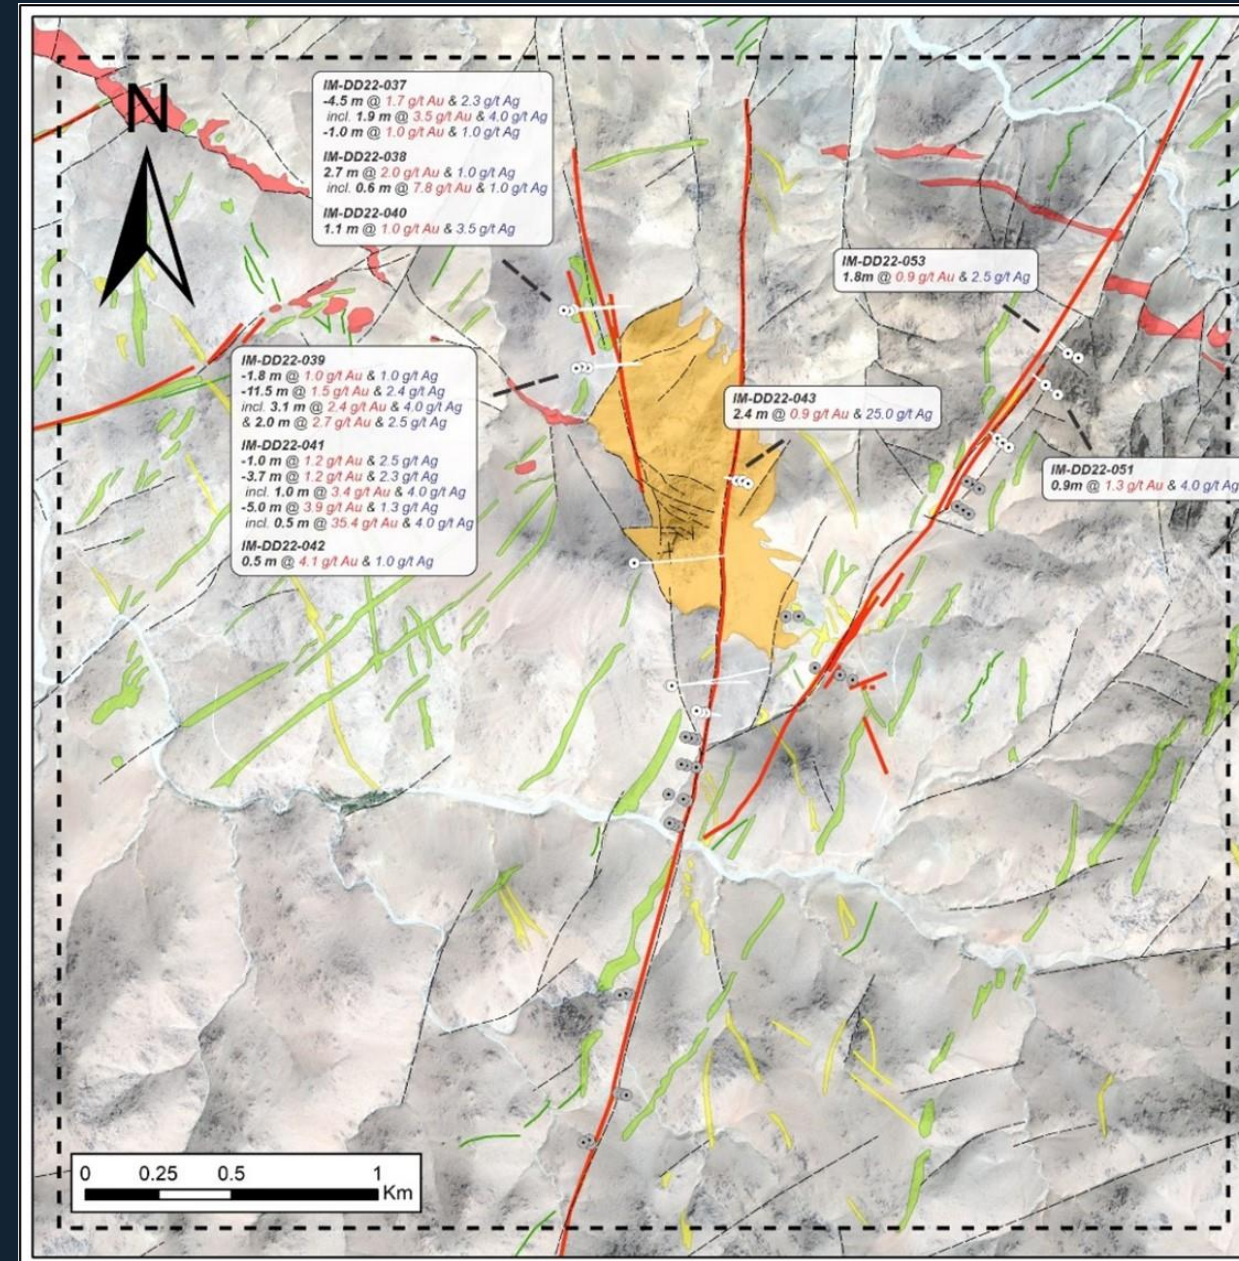 N
IM-DD22-037
-4.5 m @ 1.7 g/t Au & 2.3 g/t Ag
incl. 1.9 m @ 3.5 g/t Au & 4.0 g/t Ag
-1.0 m @ 1.0 g/t Au & 1.0 g/t Ag
IM-DD22-038
2.7 m @ 2.0 g/t Au & 1.0 g/t Ag
incl. 0.6 m @ 7.8 g/t Au & 1.0 g/t Ag
IM-DD22-040
1.1 m @ 1.0 g/t Au & 3.5 g/t Ag
IM-DD22-053
1.8m @ 0.9 g/t Au & 2.5 g/t Ag
IM-DD22-039
-1.8 m @ 1.0 g/t Au & 1.0 g/t Ag
-11.5 m @ 1.5 g/t Au & 2.4 g/t Ag
incl. 3.1 m @ 2.4 g/t Au & 4.0 g/t Ag
& 2.0 m @ 2.7 g/t Au & 2.5 g/t Ag
IM-DD22-041
-1.0 m @ 1.2 g/t Au & 2.5 g/t Ag
-3.7 m @ 1.2 g/t Au & 2.3 g/t Ag
incl. 1.0 m @ 3.4 g/t Au & 4.0 g/t Ag
-5.0 m @ 3.9 g/t Au & 1.3 g/t Ag
incl. 0.5 m @ 35.4 g/t Au & 4.0 g/t Ag
IM-DD22-042
0.5 m @ 4.1 g/t Au & 1.0 g/t Ag
IM-DD22-043
2.4 m @ 0.9 g/t Au & 25.0 g/t Ag
IM-DD22-051
0.9m @ 1.3 g/t Au & 4.0 g/t Ag
0 0.25 0.5 1
Km